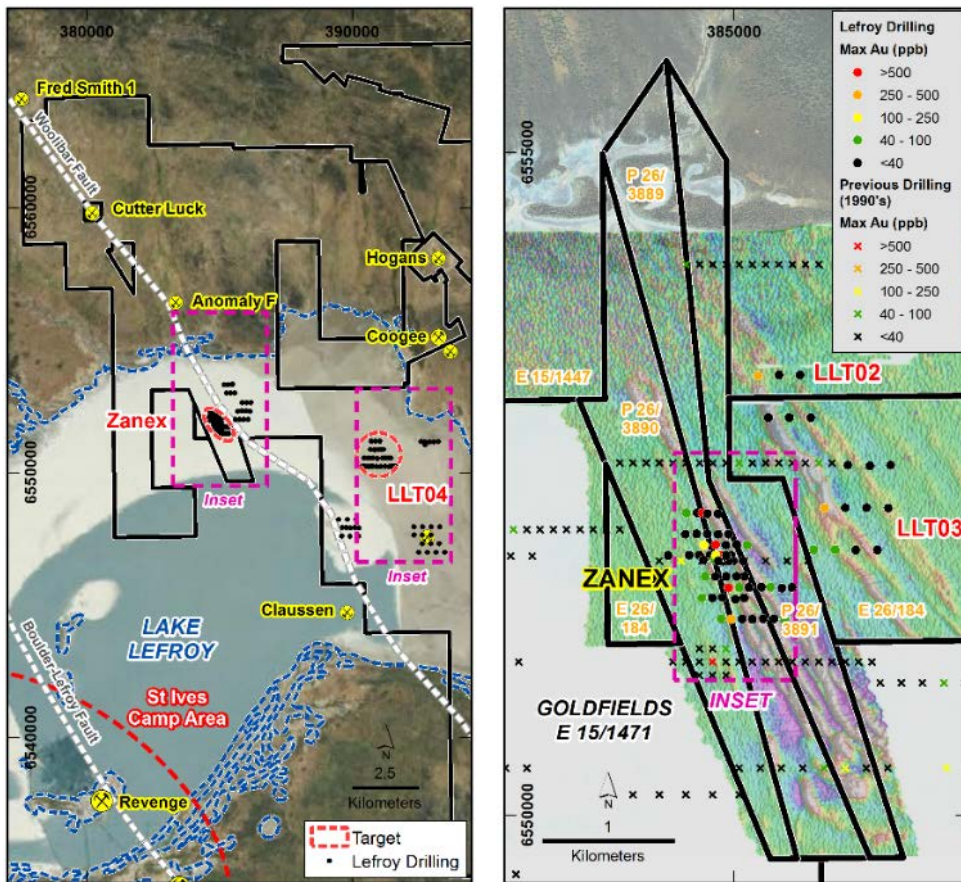 380000
390000
Fred Smith 1
Woolibar Fault
6560000
Cutter Luck
Hogans
Anomaly F
Coogee
Zanex
6550000
Inset
LLT04
Inset
Claussen
LAKE
LEFROY
Boulder-Lefroy Fault
St Ives
Camp Area
6540000
N
2.5
Kilometers
Revenge
Target
Lefroy Drilling
385000
Lefroy Drilling
Max Au (ppb)
>500
250 - 500
100 - 250
40 - 100
<40
Previous Drilling
(1990's)
Max Au (ppb)
>500
250 - 500
100 - 250
40 - 100
<40
6555000
P 26/
3889
E 15/1447
LLT02
P 26/
3890
LLT03
ZANEX
E 26/
184
P 26/
3891
E 26/184
INSET
GOLDFIELDS
E 15/1471
N
6550000
1
Kilometers